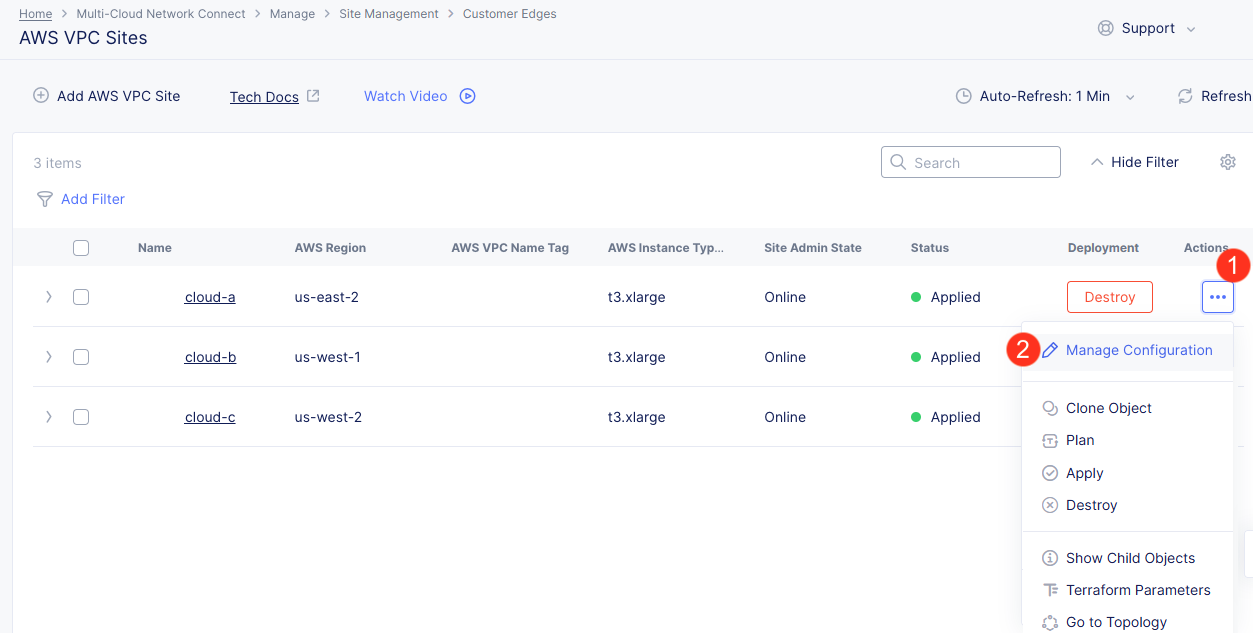 Home > Multi-Cloud Network Connect > Manage > Site Management > Customer Edges
AWS VPC Sites
Support
Add AWS VPC Site Tech Docs Watch Video Auto-Refresh: 1 Min Refresh
3 items Search Hide Filter
Add Filter
Name AWS Region AWS VPC Name Tag AWS Instance Typ... Site Admin State Status Deployment Actions
1
cloud-a us-east-2 t3.xlarge Online Applied Destroy
2 Manage Configuration
cloud-b us-west-1 t3.xlarge Online Applied
Clone Object
cloud-c us-west-2 t3.xlarge Online Applied
Plan
Apply
Destroy
Show Child Objects
Terraform Parameters
Go to Topology